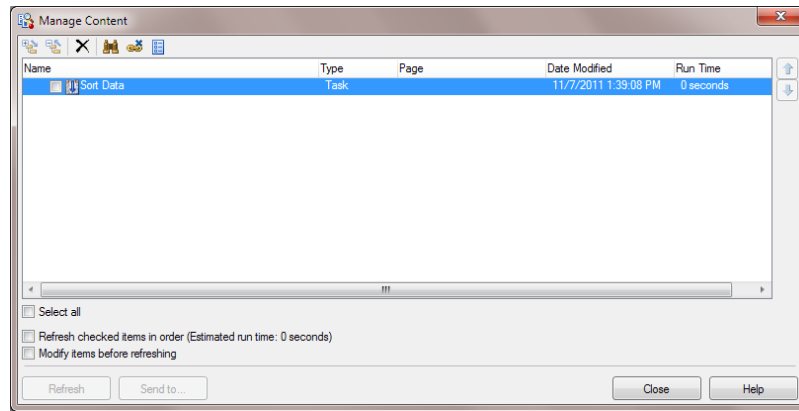 Manage Content
Name Type Page Date Modified Run Time
Sort Data Task 11/7/2011 1:39:08 PM 0 seconds
Select all
Refresh checked items in order (Estimated run time: 0 seconds)
Modify items before refreshing
Refresh Send to... Close Help